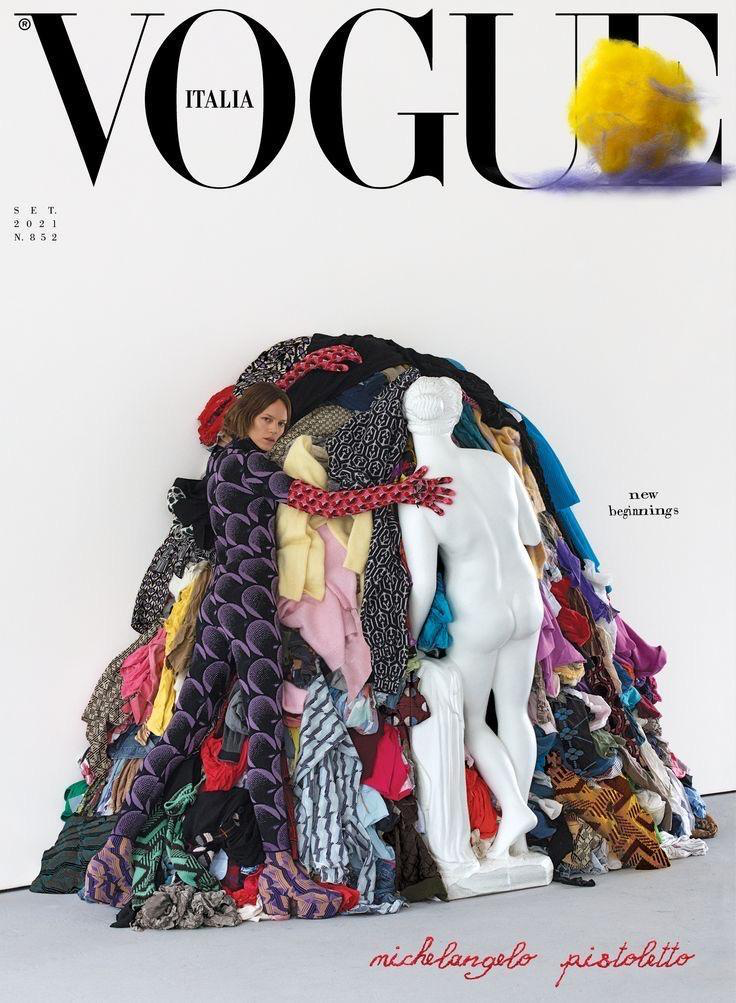 ®
VOGUE
ITALIA
SET.
2021
N. 852
new
beginnings
michelangelo pistoletto